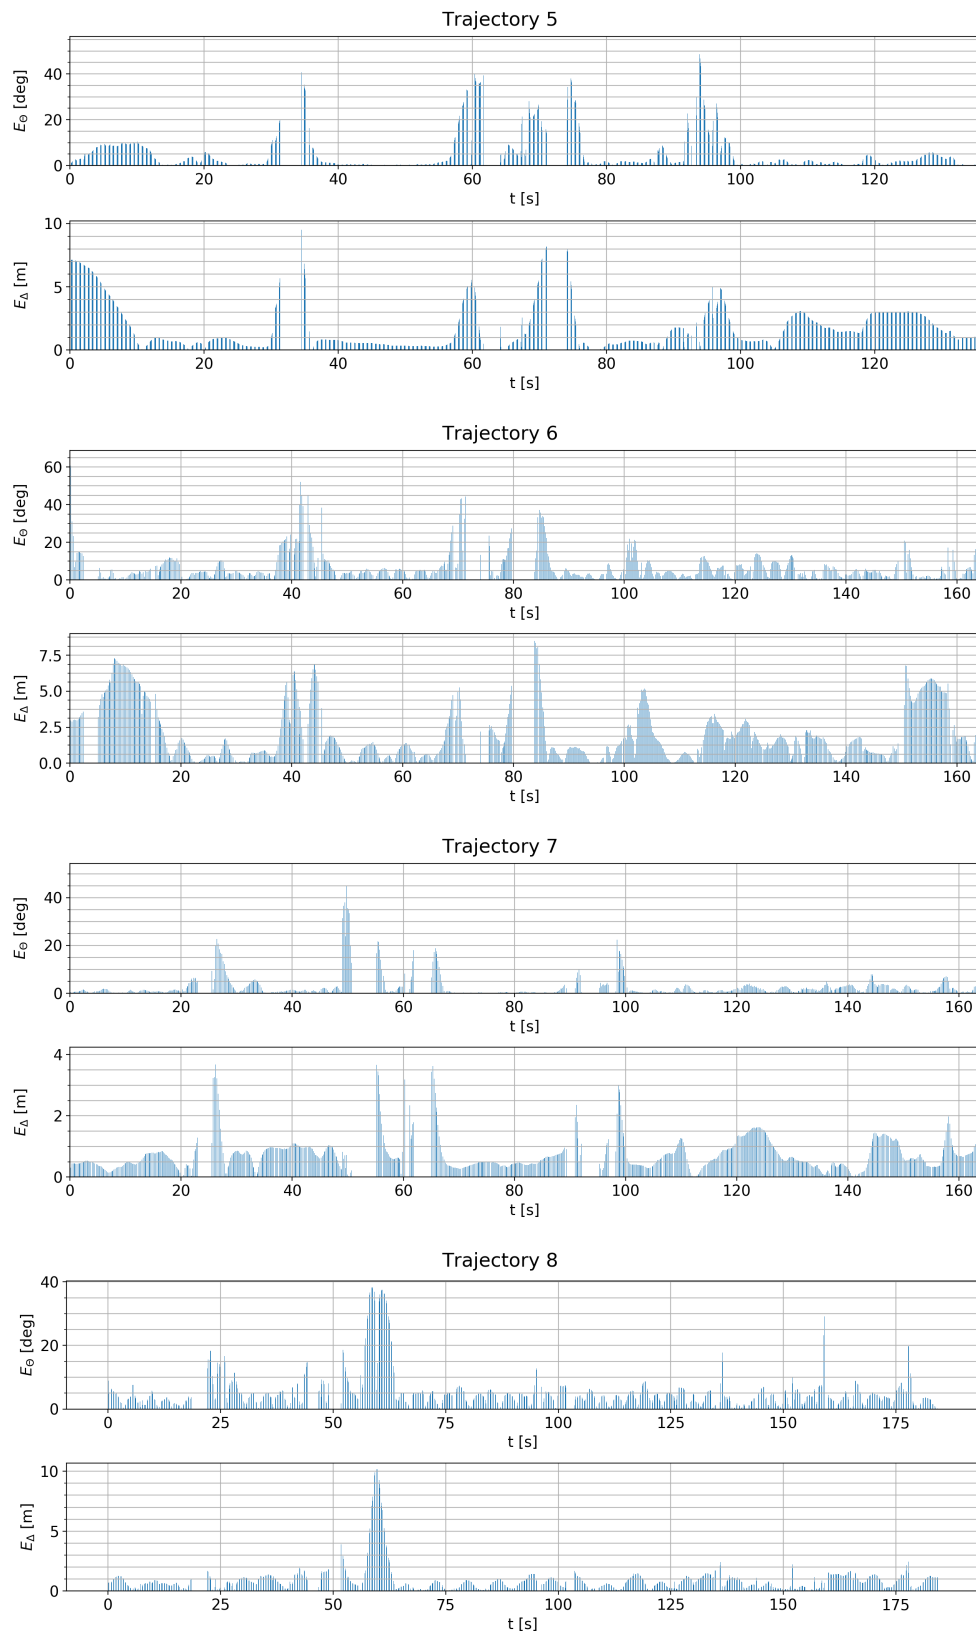 Trajectory 5
E_Θ [deg]
40
20
0
0 20 40 60 80 100 120
t [s]
E_Δ [m]
10
5
0
0 20 40 60 80 100 120
t [s]
Trajectory 6
E_Θ [deg]
60
40
20
0
0 20 40 60 80 100 120 140 160
t [s]
E_Δ [m]
7.5
5.0
2.5
0.0
0 20 40 60 80 100 120 140 160
t [s]
Trajectory 7
E_Θ [deg]
40
20
0
0 20 40 60 80 100 120 140 160
t [s]
E_Δ [m]
4
2
0
0 20 40 60 80 100 120 140 160
t [s]
Trajectory 8
E_Θ [deg]
40
20
0
0 25 50 75 100 125 150 175
t [s]
E_Δ [m]
10
5
0
0 25 50 75 100 125 150 175
t [s]